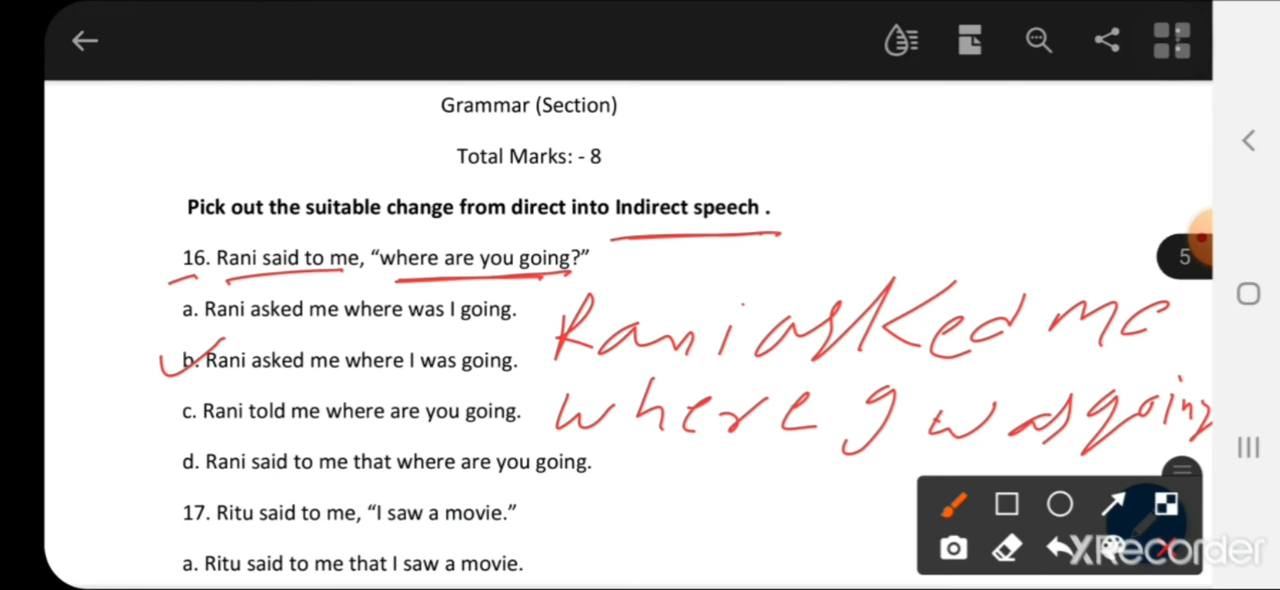 Grammar (Section)
Total Marks: - 8
Pick out the suitable change from direct into Indirect speech .
16. Rani said to me, “where are you going?”
a. Rani asked me where was I going.
b. Rani asked me where I was going.
c. Rani told me where are you going.
d. Rani said to me that where are you going.
17. Ritu said to me, “I saw a movie.”
a. Ritu said to me that I saw a movie.
Rani asked me
where I was going
5
XRecorder